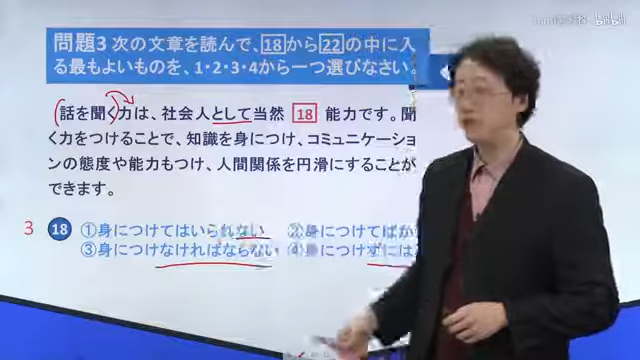 問題3 次の文章を読んで、18から22の中に入
る最もよいものを、1・2・3・4から一つ選びなさい。
話を聞く力は、社会人として当然 18 能力です。聞
く力をつけることで、知識を身につけ、コミュニケーショ
ンの態度や能力もつけ、人間関係を円滑にすることが
できます。
3 18 ①身につけてはいられない ②身につけてばか
③身につけなければならない ④身につけずには
bilibili